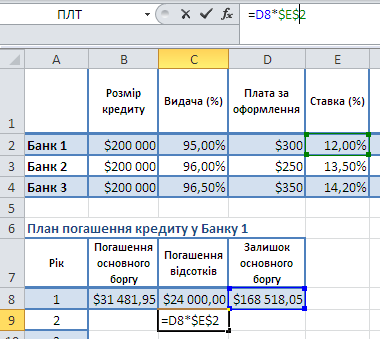 ПЛТ fx =D8*$E$2
A B C D E
1 Розмір кредиту Видача (%) Плата за оформлення Ставка (%)
2 Банк 1 $200 000 95,00% $300 12,00%
3 Банк 2 $200 000 96,00% $250 13,50%
4 Банк 3 $200 000 96,50% $350 14,20%
5
6 План погашення кредиту у Банку 1
7 Рік Погашення основного боргу Погашення відсотків Залишок основного боргу
8 1 $31 481,95 $24 000,00 $168 518,05
9 2 =D8*$E$2